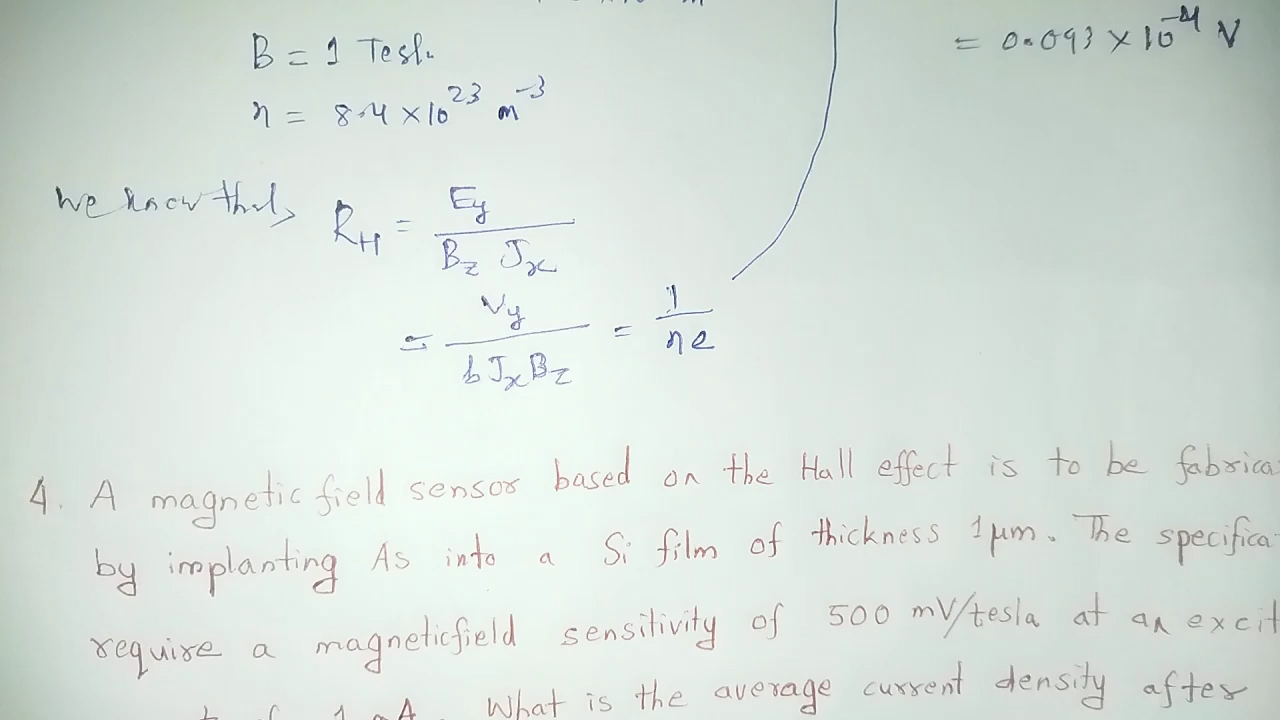 B = 1 Tesla
n = 8.4 × 10^23 m^-3
= 0.093 × 10^-4 V
We know that, R_H = E_y / B_z J_x
= V_y / b J_x B_z = 1 / ne
4. A magnetic field sensor based on the Hall effect is to be fabrica
by implanting As into a Si film of thickness 1 μm. The specifica
require a magneticfield sensitivity of 500 mV/tesla at an excit
What is the average current density after